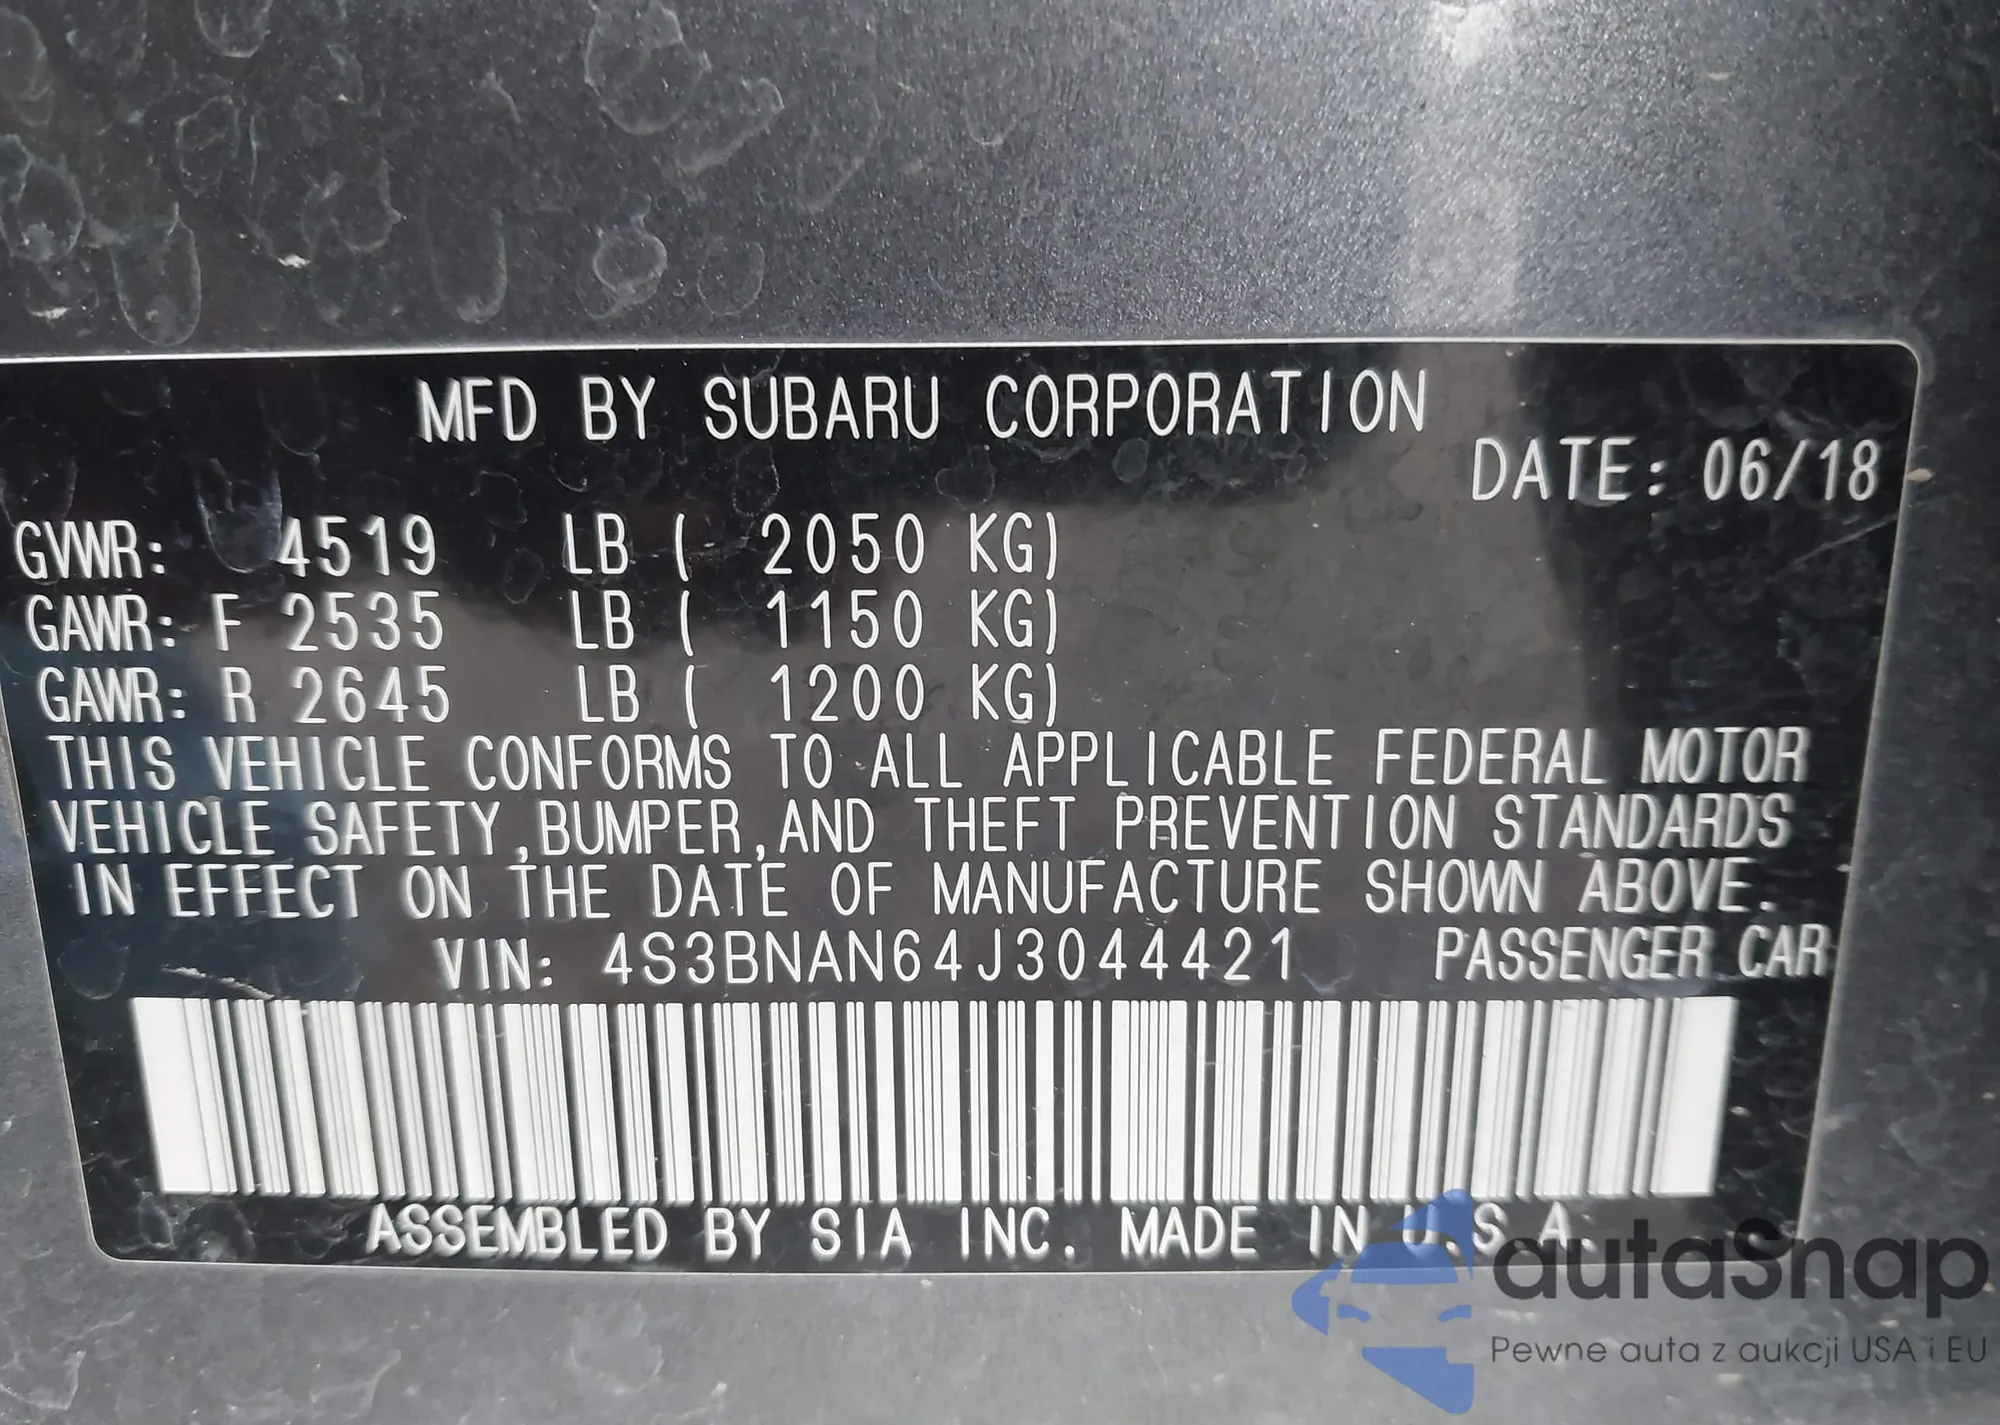 MFD BY SUBARU CORPORATION
DATE: 06/18
GVWR: 4519 LB ( 2050 KG)
GAWR: F 2535 LB ( 1150 KG)
GAWR: R 2645 LB ( 1200 KG)
THIS VEHICLE CONFORMS TO ALL APPLICABLE FEDERAL MOTOR
VEHICLE SAFETY,BUMPER,AND THEFT PREVENTION STANDARDS
IN EFFECT ON THE DATE OF MANUFACTURE SHOWN ABOVE.
VIN: 4S3BNAN64J3044421 PASSENGER CAR
ASSEMBLED BY SIA INC. MADE IN U.S.A.
autaSnap
Pewne auta z aukcji USA i EU